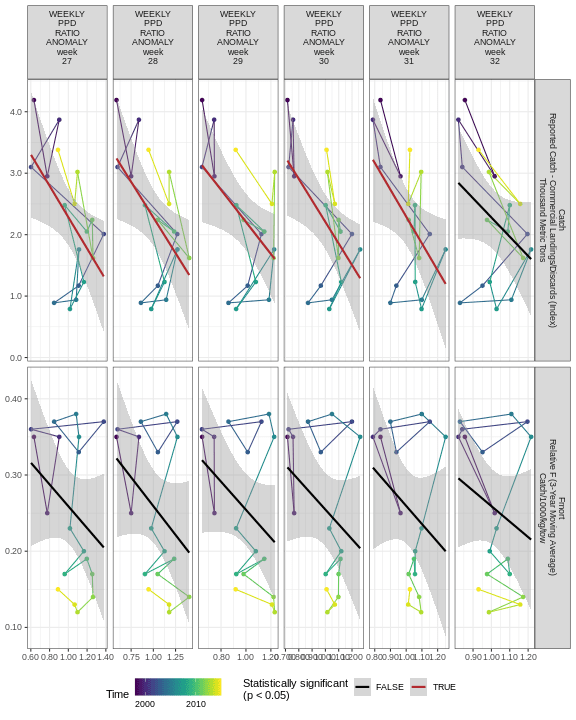 WEEKLY
PPD
RATIO
ANOMALY
week
27
WEEKLY
PPD
RATIO
ANOMALY
week
28
WEEKLY
PPD
RATIO
ANOMALY
week
29
WEEKLY
PPD
RATIO
ANOMALY
week
30
WEEKLY
PPD
RATIO
ANOMALY
week
31
WEEKLY
PPD
RATIO
ANOMALY
week
32
4.0
3.0
2.0
1.0
0.0
Catch
Reported Catch - Commercial Landings/Discards (Index)
Thousand Metric Tons
0.40
0.30
0.20
0.10
Fmort
Relative F (3-Year Moving Average)
Catch/1000/kg/tow
0.60 0.80 1.00 1.20 1.40
0.75 1.00 1.25
0.80 1.00 1.20
0.70 0.80 0.90 1.00 1.10 1.20
0.80 0.90 1.00 1.10 1.20
0.90 1.00 1.10 1.20
Time
2000 2010
Statistically significant
(p < 0.05)
FALSE
TRUE